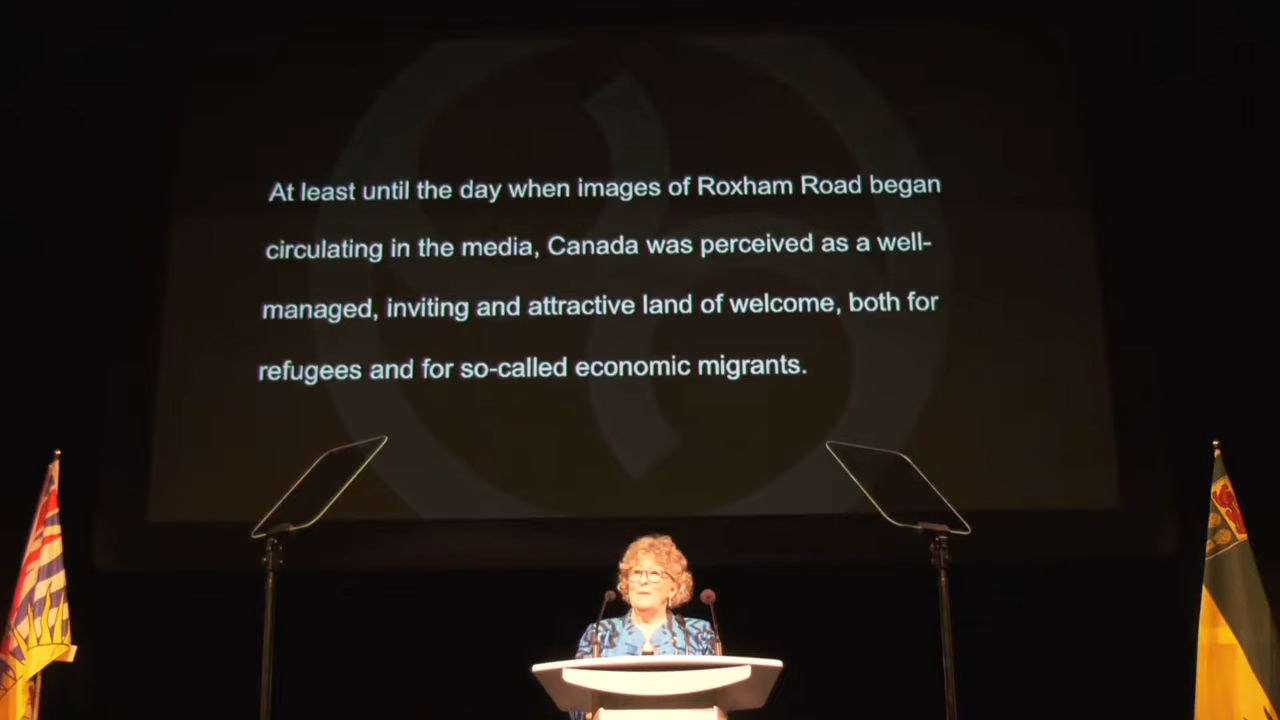 At least until the day when images of Roxham Road began
circulating in the media, Canada was perceived as a well-
managed, inviting and attractive land of welcome, both for
refugees and for so-called economic migrants.